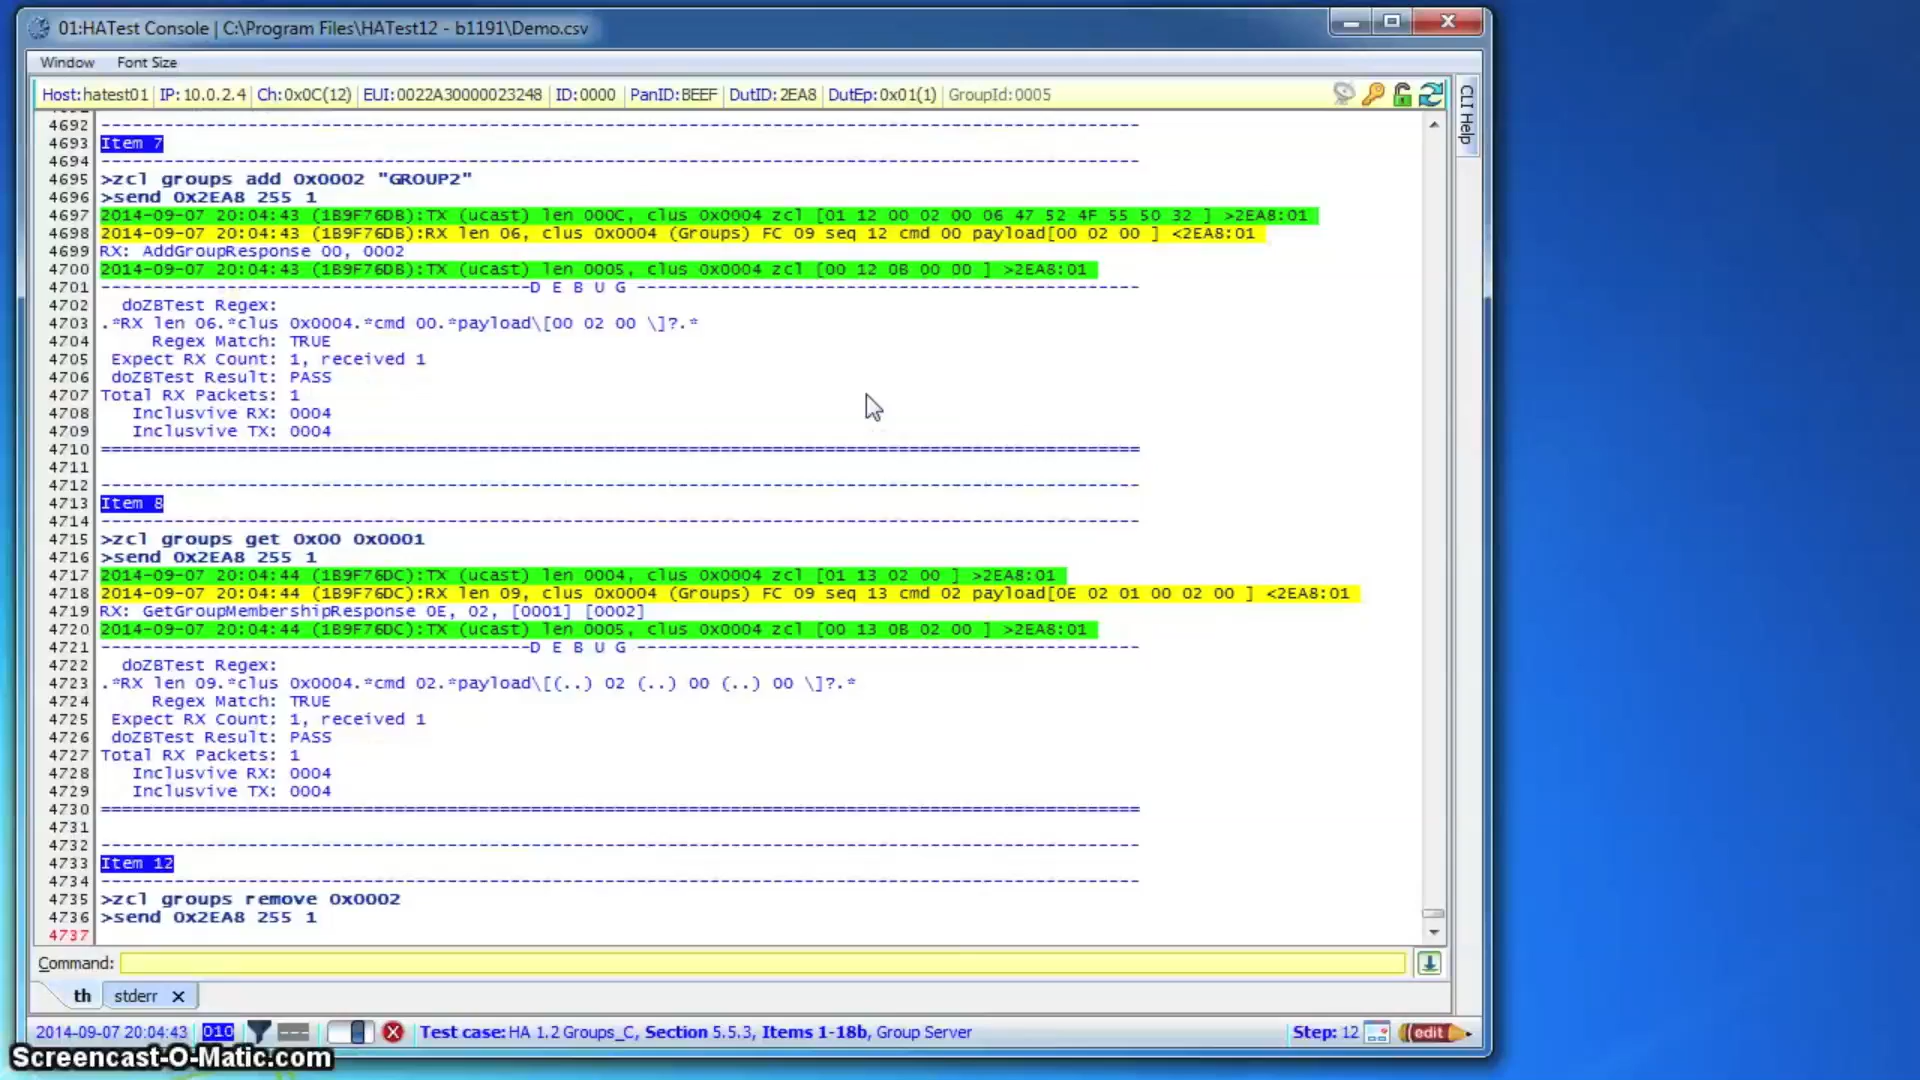 01:HATest Console | C:\Program Files\HATest12 - b1191\Demo.csv
Window Font Size
Host:hatest01 | IP: 10.0.2.4 | Ch:0x0C(12) | EUI:0022A30000023248 | ID:0000 | PanID:BEEF | DutID: 2EA8 | DutEp:0x01(1) | GroupId:0005
CLI Help
4692 ----------------------------------------------------------------------------------------------------
4693 Item 7
4694 ----------------------------------------------------------------------------------------------------
4695 >zcl groups add 0x0002 "GROUP2"
4696 >send 0x2EA8 255 1
4697 2014-09-07 20:04:43 (1B9F76DB):TX (ucast) len 000C, clus 0x0004 zcl [01 12 00 02 00 06 47 52 4F 55 50 32 ] >2EA8:01
4698 2014-09-07 20:04:43 (1B9F76DB):RX len 06, clus 0x0004 (Groups) FC 09 seq 12 cmd 00 payload[00 02 00 ] <2EA8:01
4699 RX: AddGroupResponse 00, 0002
4700 2014-09-07 20:04:43 (1B9F76DB):TX (ucast) len 0005, clus 0x0004 zcl [00 12 0B 00 00 ] >2EA8:01
4701 -----------------------------------------D E B U G ------------------------------------------------
4702 doZBTest Regex:
4703 .*RX len 06.*clus 0x0004.*cmd 00.*payload\[00 02 00 \]?.*
4704 Regex Match: TRUE
4705 Expect RX Count: 1, received 1
4706 doZBTest Result: PASS
4707 Total RX Packets: 1
4708 Inclusvive RX: 0004
4709 Inclusvive TX: 0004
4710 ====================================================================================================
4711
4712 ----------------------------------------------------------------------------------------------------
4713 Item 8
4714 ----------------------------------------------------------------------------------------------------
4715 >zcl groups get 0x00 0x0001
4716 >send 0x2EA8 255 1
4717 2014-09-07 20:04:44 (1B9F76DC):TX (ucast) len 0004, clus 0x0004 zcl [01 13 02 00 ] >2EA8:01
4718 2014-09-07 20:04:44 (1B9F76DC):RX len 09, clus 0x0004 (Groups) FC 09 seq 13 cmd 02 payload[0E 02 01 00 02 00 ] <2EA8:01
4719 RX: GetGroupMembershipResponse 0E, 02, [0001] [0002]
4720 2014-09-07 20:04:44 (1B9F76DC):TX (ucast) len 0005, clus 0x0004 zcl [00 13 0B 02 00 ] >2EA8:01
4721 -----------------------------------------D E B U G ------------------------------------------------
4722 doZBTest Regex:
4723 .*RX len 09.*clus 0x0004.*cmd 02.*payload\[(..) 02 (..) 00 (..) 00 \]?.*
4724 Regex Match: TRUE
4725 Expect RX Count: 1, received 1
4726 doZBTest Result: PASS
4727 Total RX Packets: 1
4728 Inclusvive RX: 0004
4729 Inclusvive TX: 0004
4730 ====================================================================================================
4731
4732 ----------------------------------------------------------------------------------------------------
4733 Item 12
4734 ----------------------------------------------------------------------------------------------------
4735 >zcl groups remove 0x0002
4736 >send 0x2EA8 255 1
4737
Command:
th stderr
2014-09-07 20:04:43 010 Test case: HA 1.2 Groups_C, Section 5.5.3, Items 1-18b, Group Server Step: 12 edit
Screencast-O-Matic.com